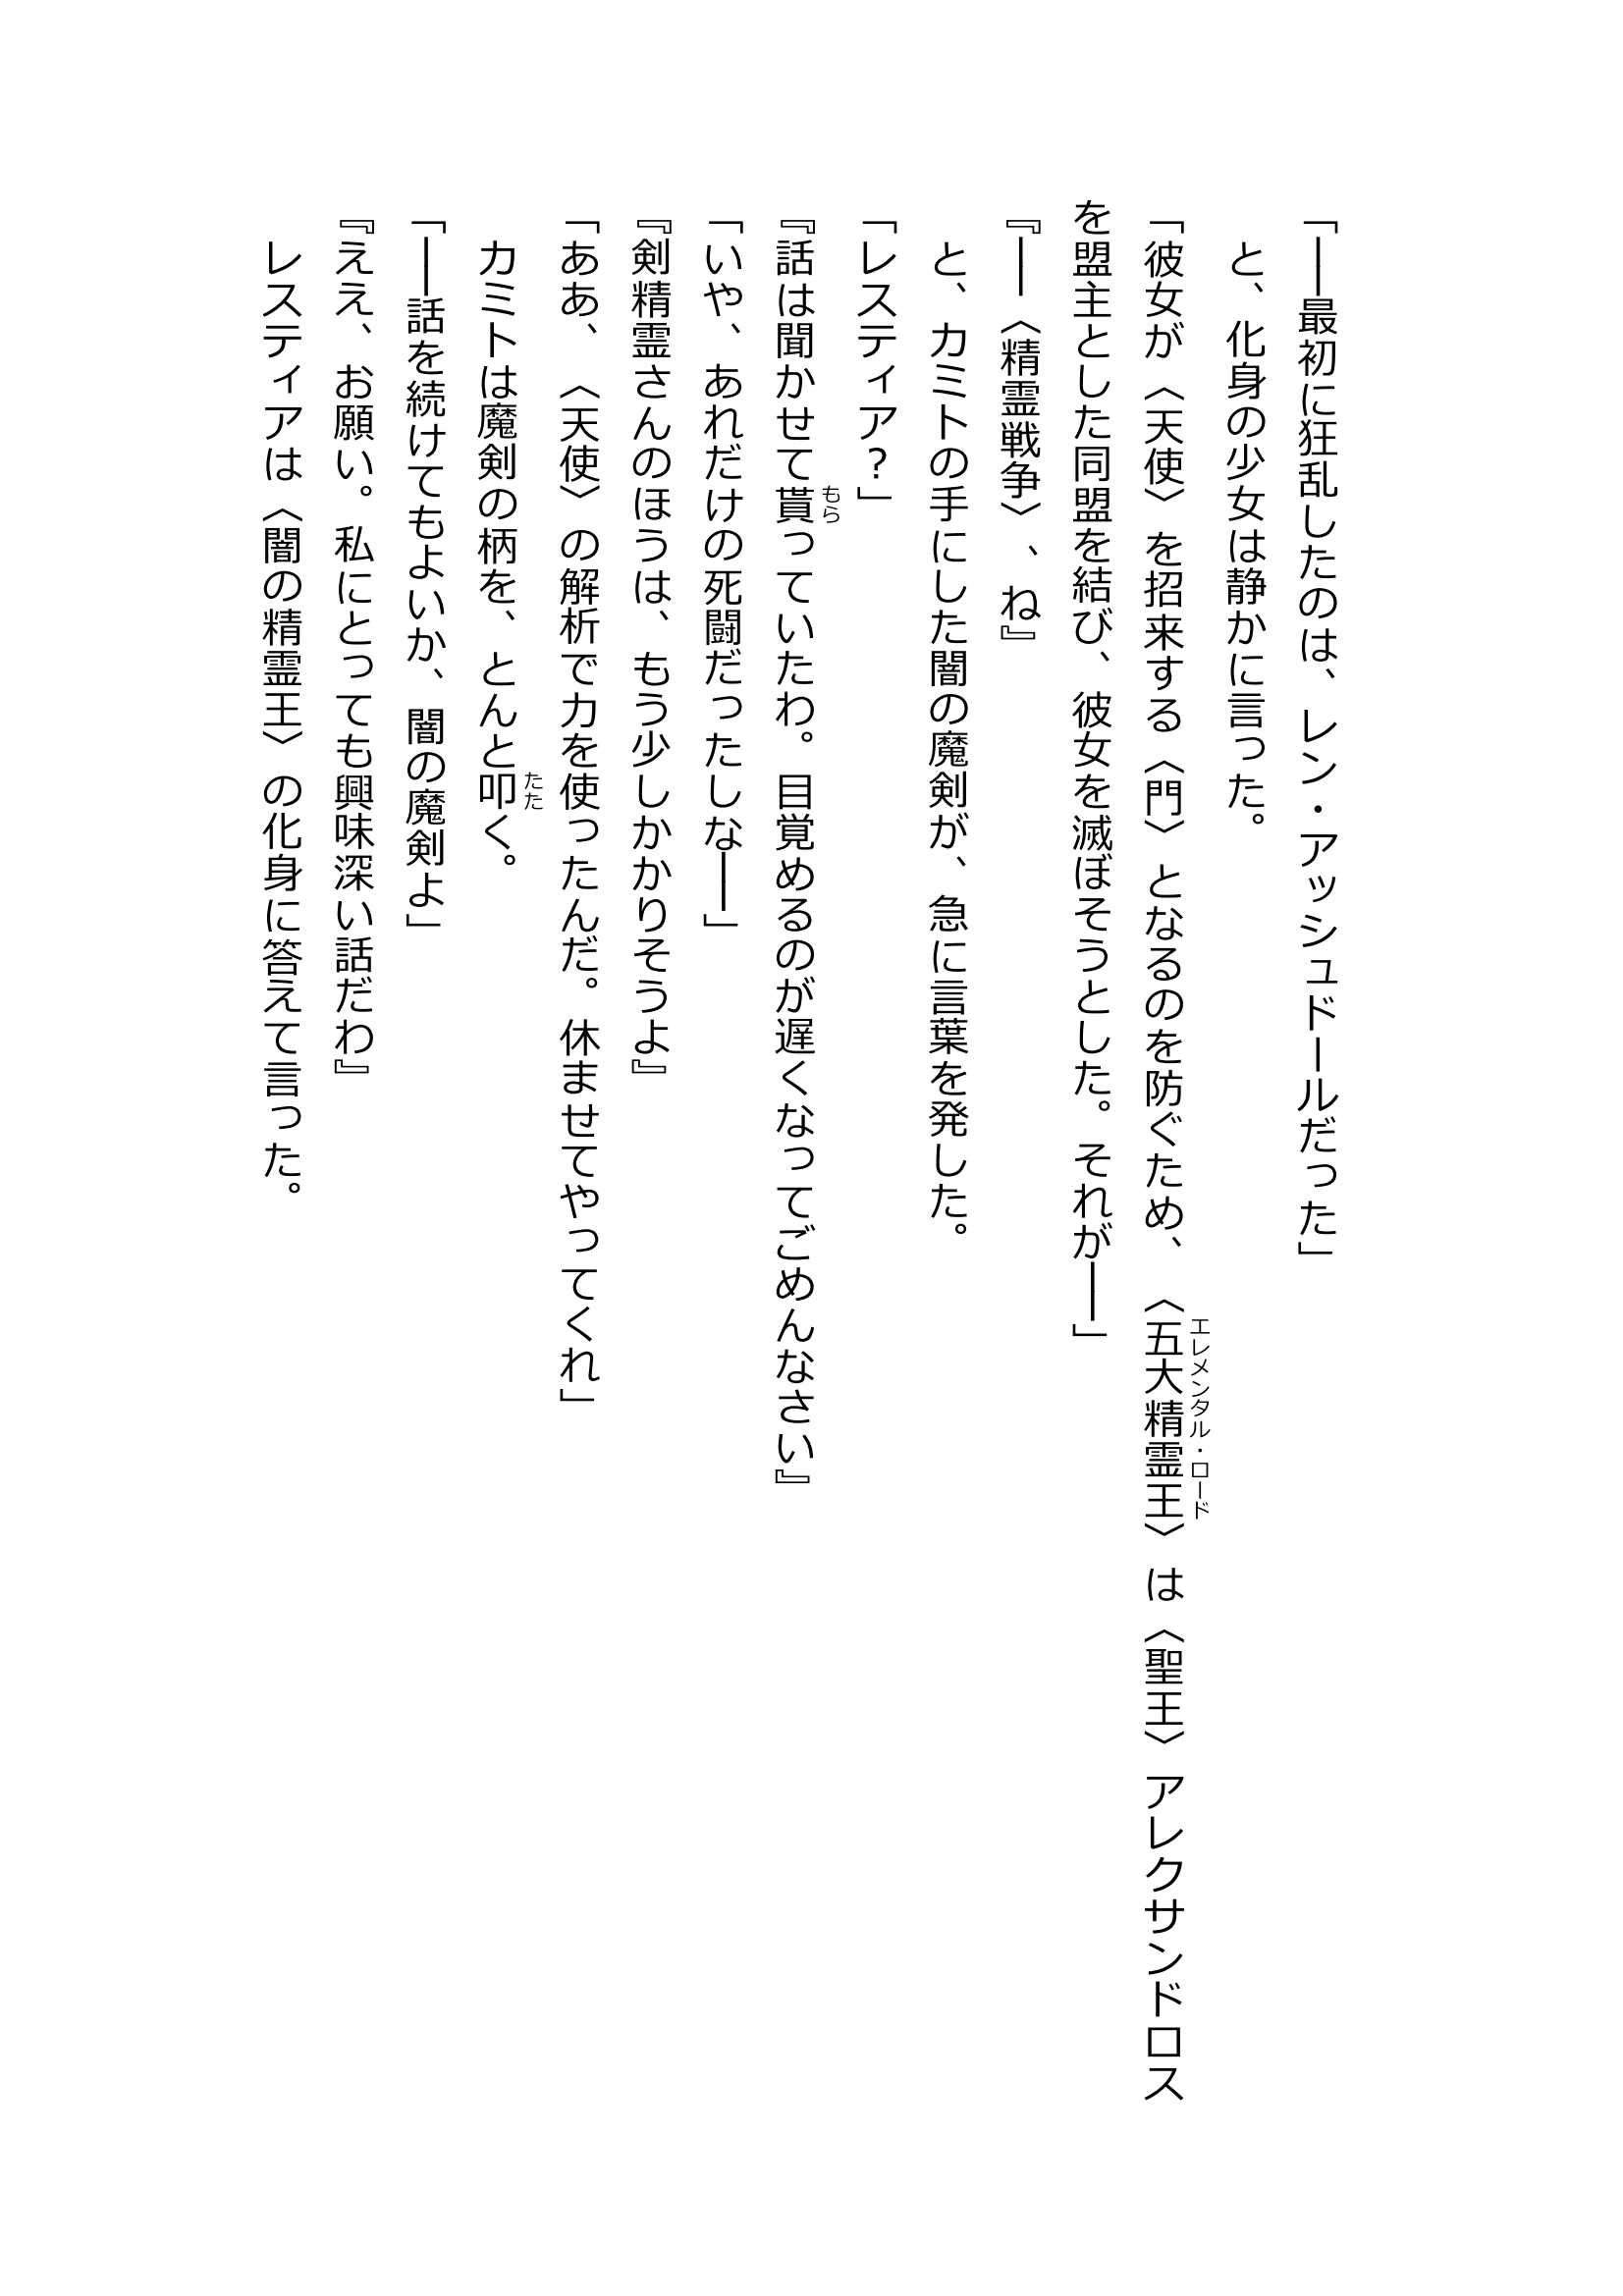 「――最初に狂乱したのは、レン・アッシュドールだった」
　と、化身の少女は静かに言った。
「彼女が〈天使〉を招来する〈門〉となるのを防ぐため、〈五大精霊王〉は〈聖王〉アレクサンドロス
エレメンタル・ロード
を盟主とした同盟を結び、彼女を滅ぼそうとした。それが――」
『――〈精霊戦争〉、ね』
　と、カミトの手にした闇の魔剣が、急に言葉を発した。
「レスティア？」
『話は聞かせて貰っていたわ。目覚めるのが遅くなってごめんなさい』
もら
「いや、あれだけの死闘だったしな――」
『剣精霊さんのほうは、もう少しかかりそうよ』
「ああ、〈天使〉の解析で力を使ったんだ。休ませてやってくれ」
　カミトは魔剣の柄を、とんと叩く。
たた
「――話を続けてもよいか、闇の魔剣よ」
『ええ、お願い。私にとっても興味深い話だわ』
　レスティアは〈闇の精霊王〉の化身に答えて言った。